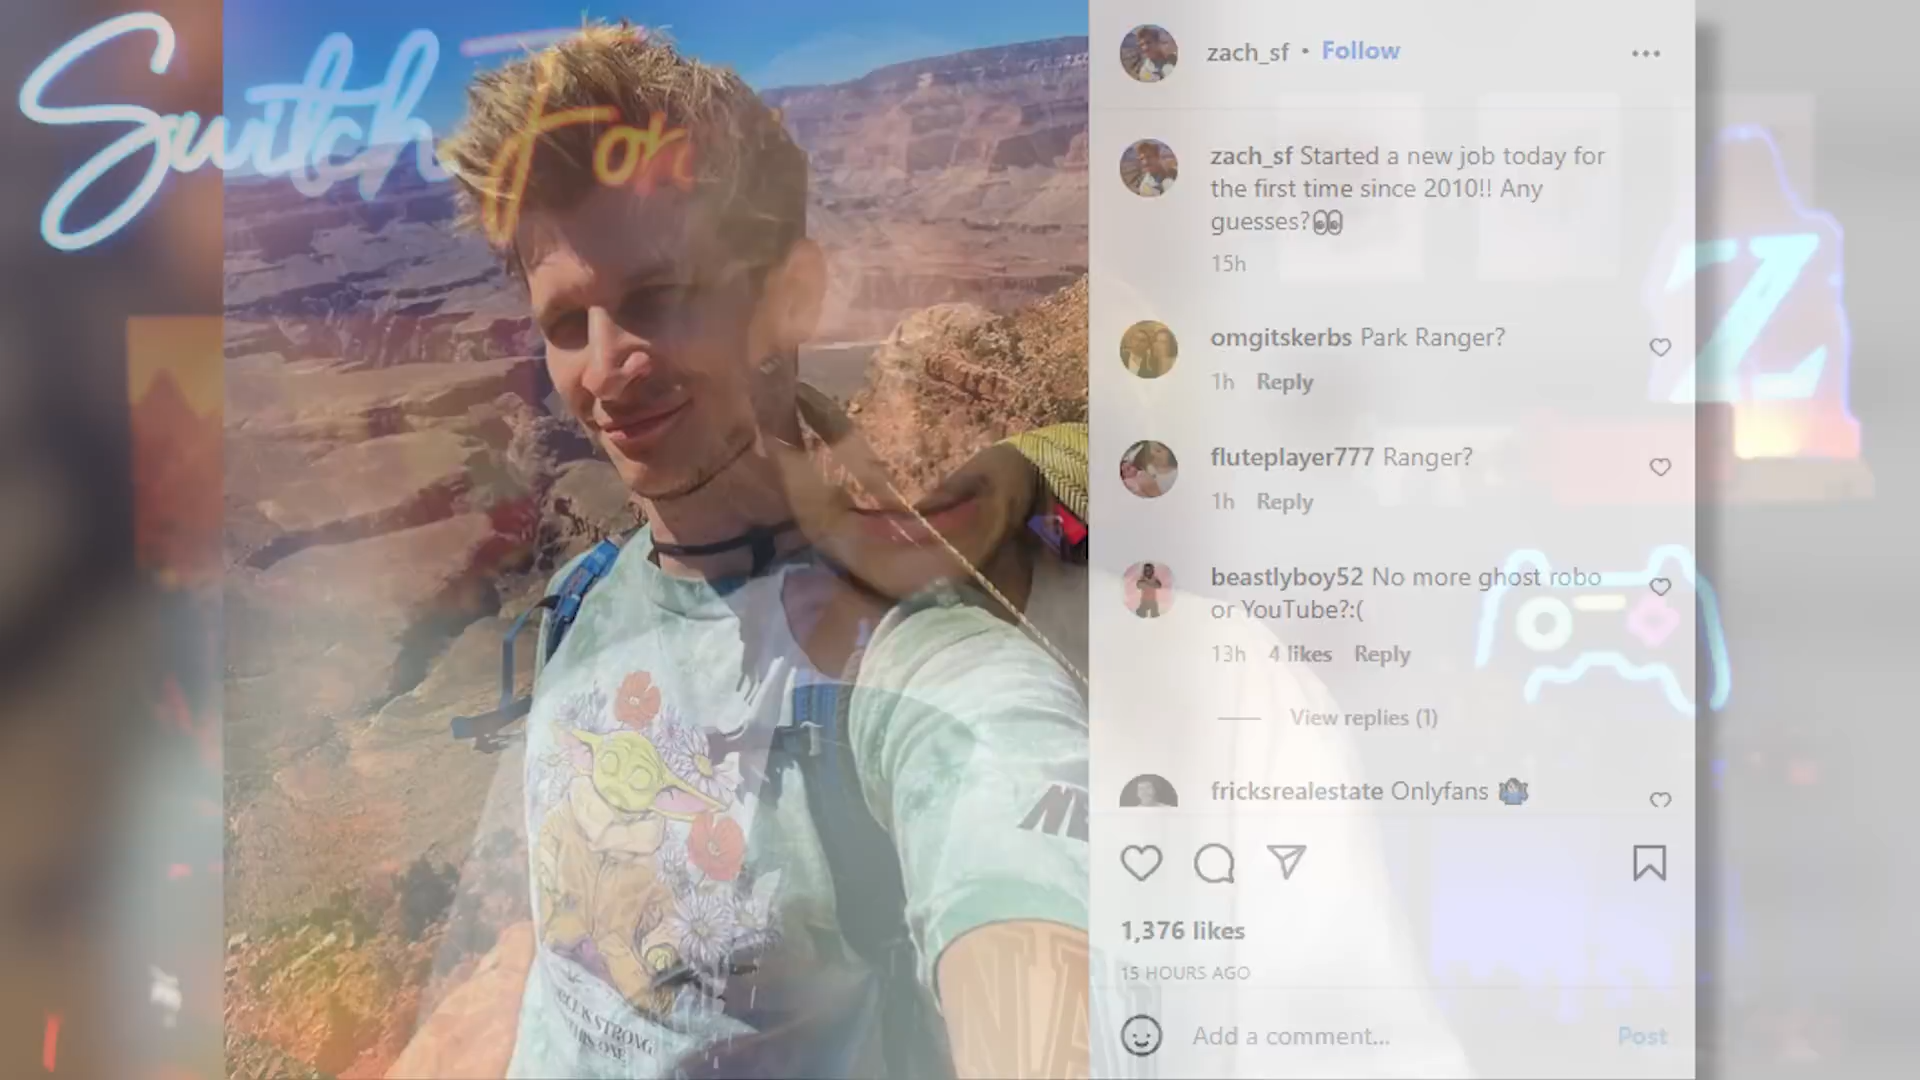 Switch For
zach_sf • Follow
zach_sf Started a new job today for
the first time since 2010!! Any
guesses?👀
15h
omgitskerbs Park Ranger?
1h Reply
fluteplayer777 Ranger?
1h Reply
beastlyboy52 No more ghost robo
or YouTube?:(
13h 4 likes Reply
View replies (1)
fricksrealestate Onlyfans 🤷
1,376 likes
15 HOURS AGO
Add a comment... Post
Z
STRONG